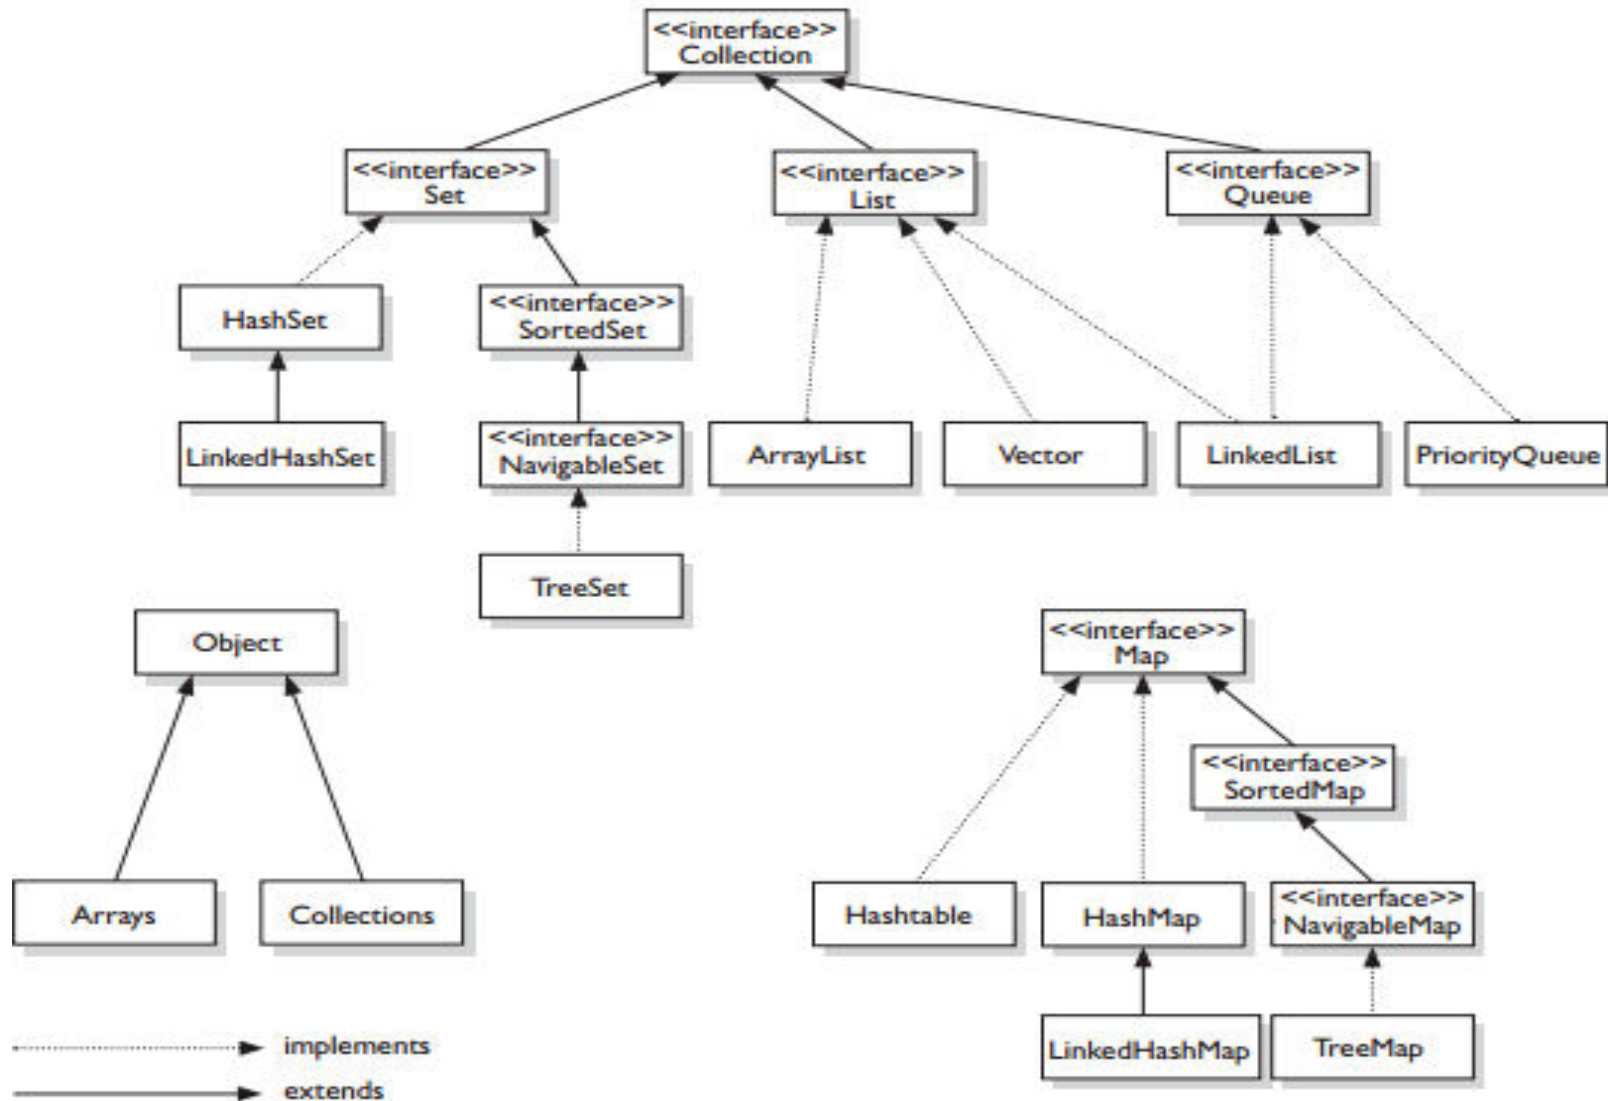 <<interface>>
Collection
<<interface>>
Set
<<interface>>
List
<<interface>>
Queue
HashSet
<<interface>>
SortedSet
LinkedHashSet
<<interface>>
NavigableSet
ArrayList
Vector
LinkedList
PriorityQueue
TreeSet
Object
<<interface>>
Map
<<interface>>
SortedMap
Arrays
Collections
Hashtable
HashMap
<<interface>>
NavigableMap
LinkedHashMap
TreeMap
implements
extends